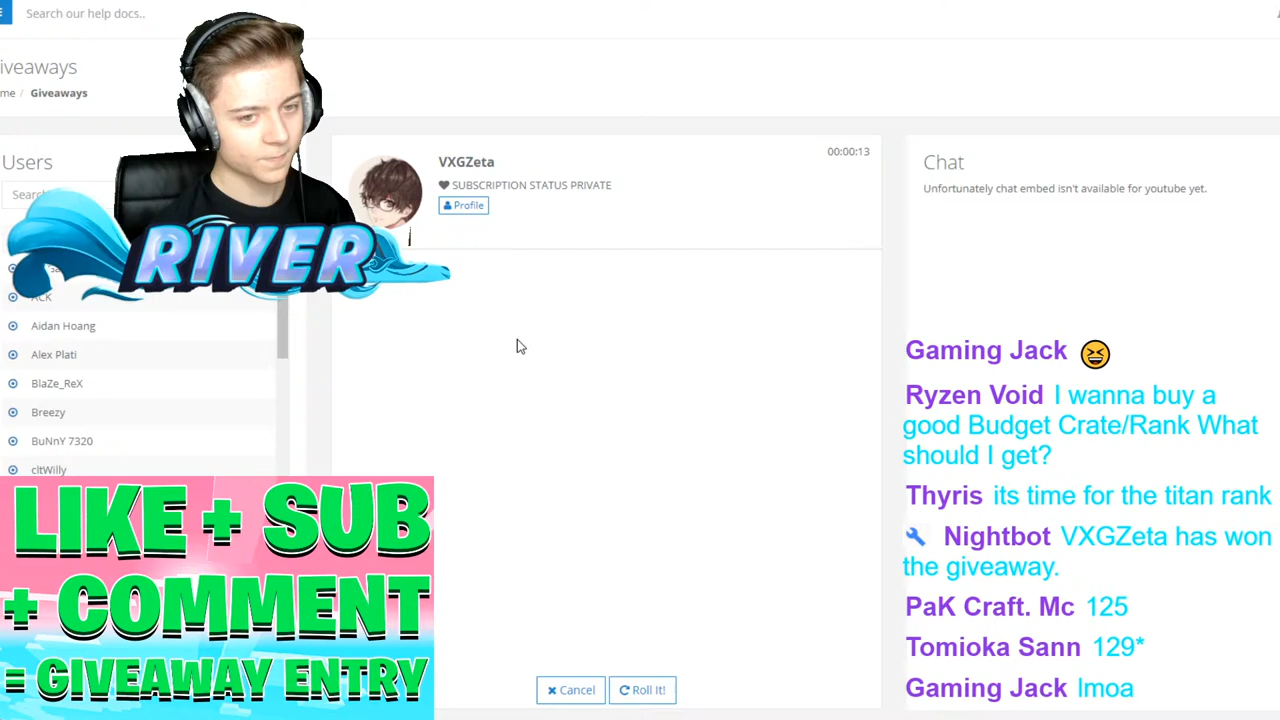 Search our help docs..
iveaways
me / Giveaways
Users
Sear
ACK
Aidan Hoang
Alex Plati
BlaZe_ReX
Breezy
BuNnY 7320
cltWilly
RIVER
LIKE + SUB
+ COMMENT
= GIVEAWAY ENTRY
VXGZeta
00:00:13
SUBSCRIPTION STATUS PRIVATE
Profile
Cancel
Roll It!
Chat
Unfortunately chat embed isn't available for youtube yet.
Gaming Jack 😆
Ryzen Void I wanna buy a
good Budget Crate/Rank What
should I get?
Thyris its time for the titan rank
Nightbot VXGZeta has won
the giveaway.
PaK Craft. Mc 125
Tomioka Sann 129*
Gaming Jack lmoa